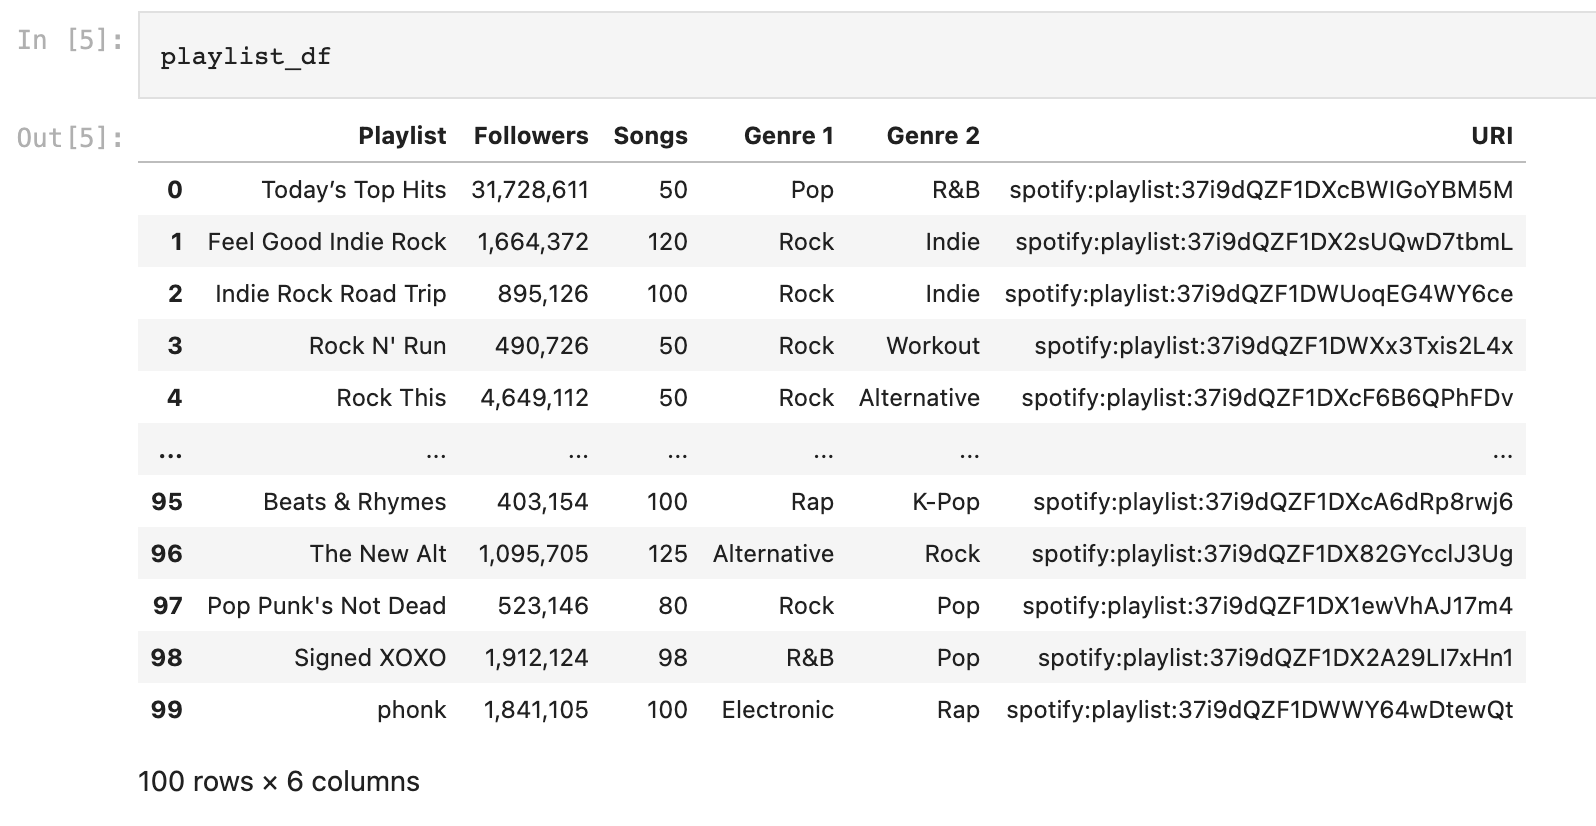 In [5]:
playlist_df
Out[5]:
Playlist Followers Songs Genre 1 Genre 2 URI
0 Today’s Top Hits 31,728,611 50 Pop R&B spotify:playlist:37i9dQZF1DXcBWIGoYBM5M
1 Feel Good Indie Rock 1,664,372 120 Rock Indie spotify:playlist:37i9dQZF1DX2sUQwD7tbmL
2 Indie Rock Road Trip 895,126 100 Rock Indie spotify:playlist:37i9dQZF1DWUoqEG4WY6ce
3 Rock N' Run 490,726 50 Rock Workout spotify:playlist:37i9dQZF1DWXx3Txis2L4x
4 Rock This 4,649,112 50 Rock Alternative spotify:playlist:37i9dQZF1DXcF6B6QPhFDv
... ... ... ... ... ... ...
95 Beats & Rhymes 403,154 100 Rap K-Pop spotify:playlist:37i9dQZF1DXcA6dRp8rwj6
96 The New Alt 1,095,705 125 Alternative Rock spotify:playlist:37i9dQZF1DX82GYcclJ3Ug
97 Pop Punk's Not Dead 523,146 80 Rock Pop spotify:playlist:37i9dQZF1DX1ewVhAJ17m4
98 Signed XOXO 1,912,124 98 R&B Pop spotify:playlist:37i9dQZF1DX2A29LI7xHn1
99 phonk 1,841,105 100 Electronic Rap spotify:playlist:37i9dQZF1DWWY64wDtewQt
100 rows × 6 columns